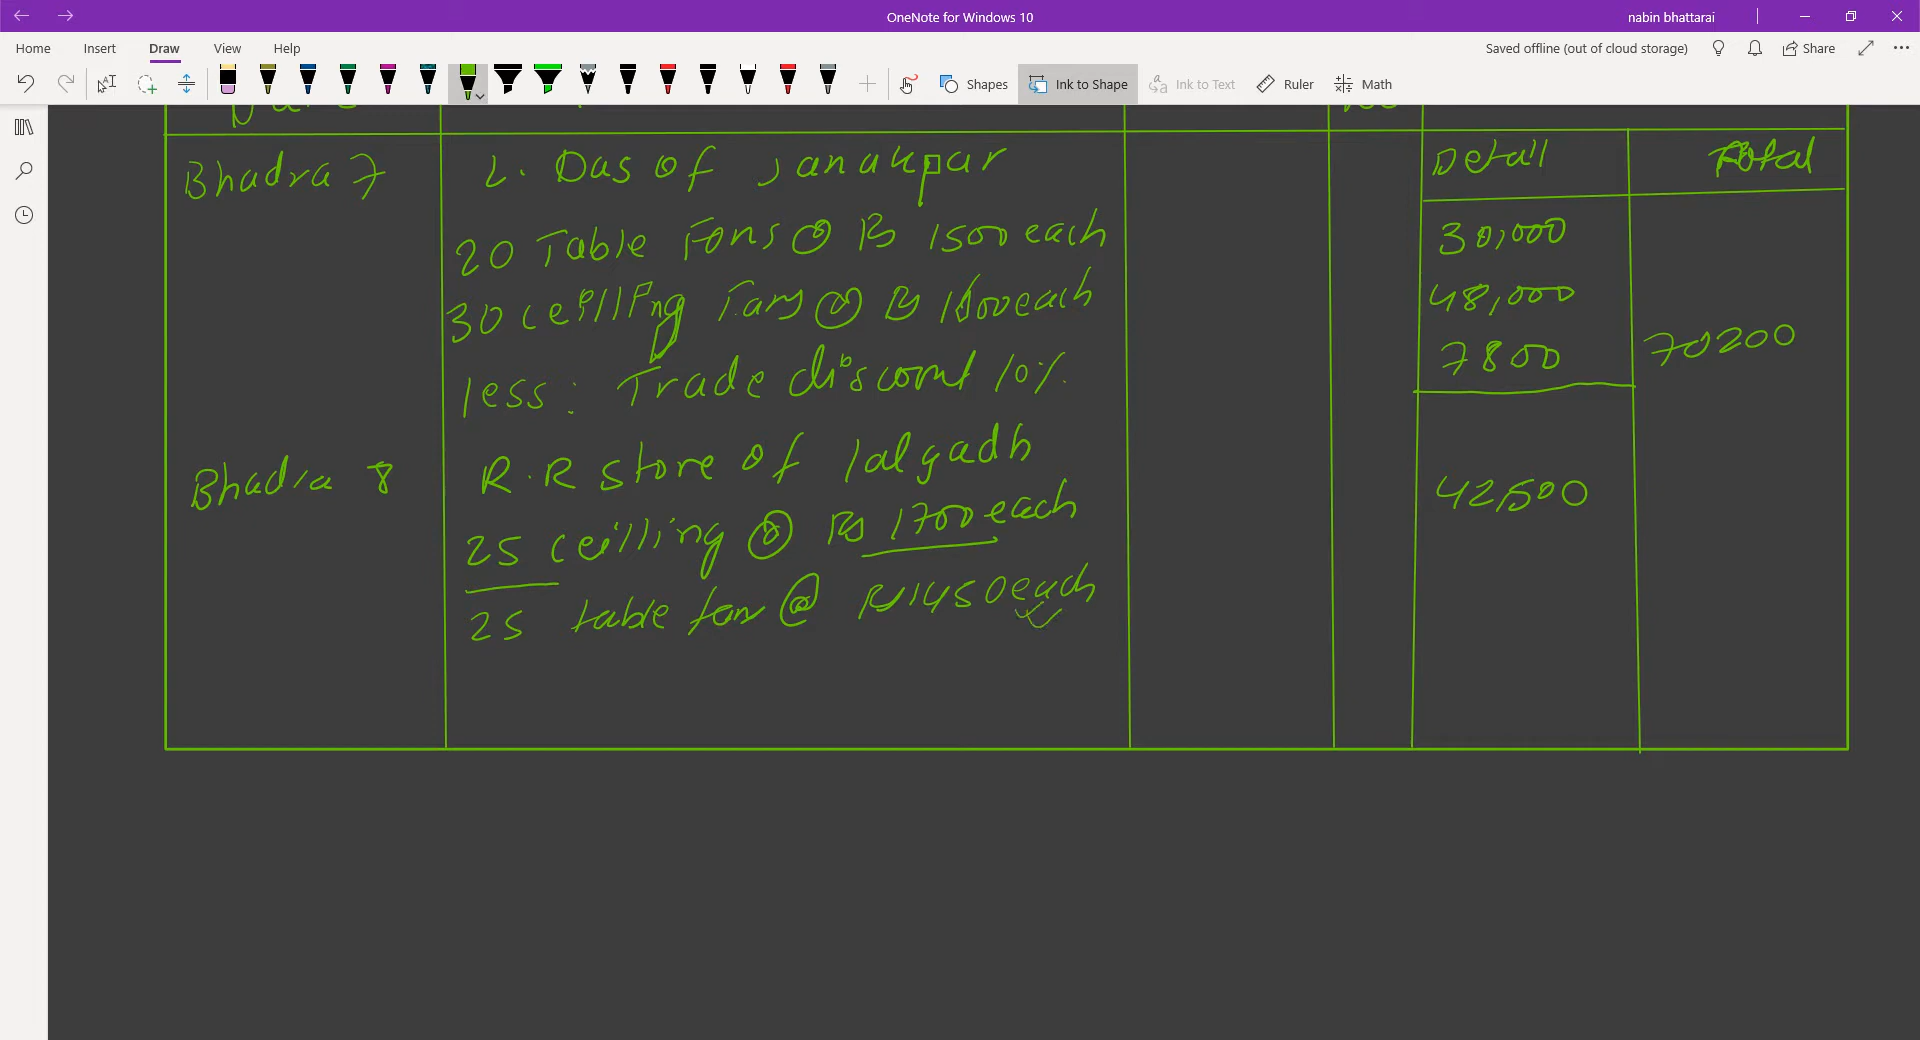 OneNote for Windows 10
nabin bhattarai
Home Insert Draw View Help
Saved offline (out of cloud storage) Share
Shapes Ink to Shape Ink to Text Ruler Math
Detail Total
Bhadra 7 L. Das of Janakpur
20 Table Fans @ Rs 1500 each 30,000
30 ceilling Fans @ Rs 1600 each 48,000
less: Trade discount 10% 7800 70200
Bhadra 8 R.R store of lalgadh
25 ceilling @ Rs 1700 each 42,500
25 table fan @ Rs 1450 each